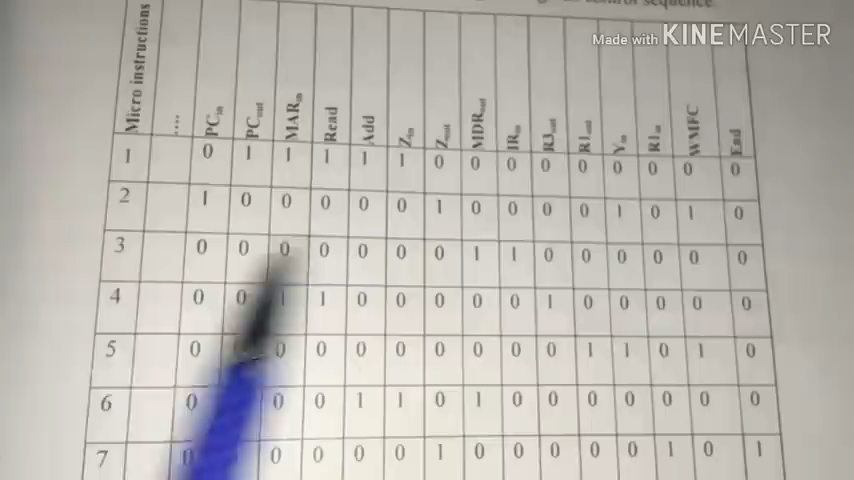 control sequence
Made with KINEMASTER
Micro instructions .... PCin PCout MARin Read Add Zin Zout MDRout IRin R3out R1out Yin R1in WMFC End
1 0 1 1 1 1 1 0 0 0 0 0 0 0 0 0
2 1 0 0 0 0 0 1 0 0 0 0 1 0 1 0
3 0 0 0 0 0 0 0 1 1 0 0 0 0 0 0
4 0 0 1 1 0 0 0 0 0 1 0 0 0 0 0
5 0 0 0 0 0 0 0 0 0 1 1 0 1 0
6 0 0 0 1 1 0 1 0 0 0 0 0 0 0
7 0 0 0 0 0 1 0 0 0 0 0 1 0 1